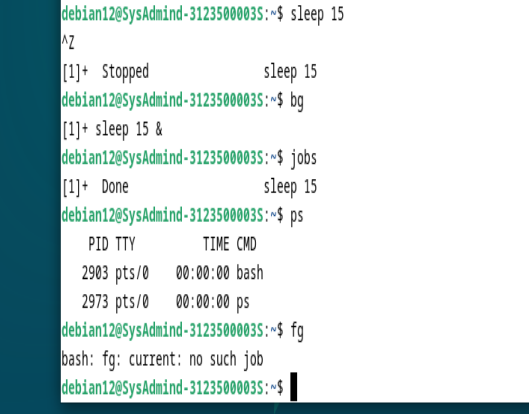 debian12@SysAdmind-3123500003S:~$ sleep 15
^Z
[1]+  Stopped                 sleep 15
debian12@SysAdmind-3123500003S:~$ bg
[1]+ sleep 15 &
debian12@SysAdmind-3123500003S:~$ jobs
[1]+  Done                    sleep 15
debian12@SysAdmind-3123500003S:~$ ps
    PID TTY          TIME CMD
   2903 pts/0    00:00:00 bash
   2973 pts/0    00:00:00 ps
debian12@SysAdmind-3123500003S:~$ fg
bash: fg: current: no such job
debian12@SysAdmind-3123500003S:~$